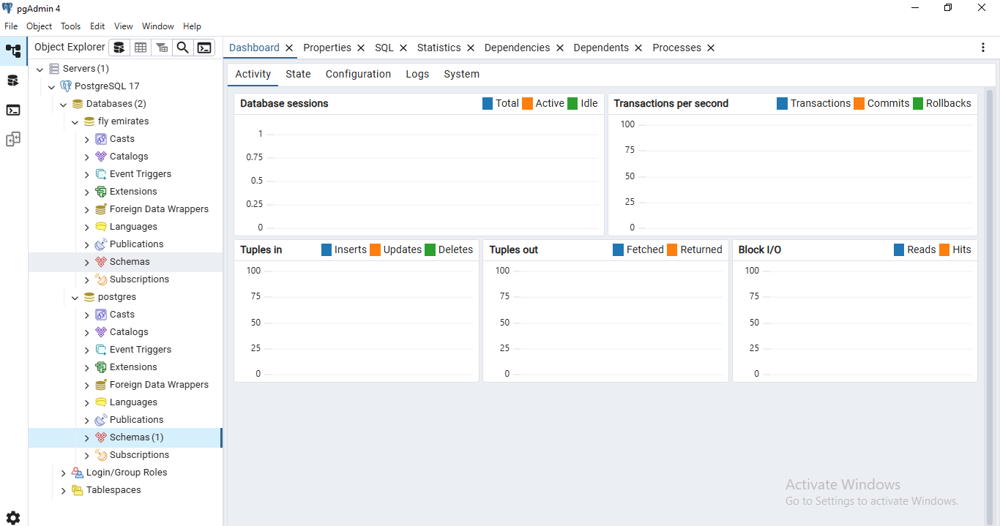 pgAdmin 4
File Object Tools Edit View Window Help
Object Explorer
Dashboard Properties SQL Statistics Dependencies Dependents Processes
Servers (1)
PostgreSQL 17
Databases (2)
fly emirates
Casts
Catalogs
Event Triggers
Extensions
Foreign Data Wrappers
Languages
Publications
Schemas
Subscriptions
postgres
Casts
Catalogs
Event Triggers
Extensions
Foreign Data Wrappers
Languages
Publications
Schemas (1)
Subscriptions
Login/Group Roles
Tablespaces
Activity State Configuration Logs System
Database sessions Total Active Idle
1
0.75
0.5
0.25
0
Transactions per second Transactions Commits Rollbacks
100
75
50
25
0
Tuples in Inserts Updates Deletes
100
75
50
25
0
Tuples out Fetched Returned
100
75
50
25
0
Block I/O Reads Hits
100
75
50
25
0
Activate Windows
Go to Settings to activate Windows.